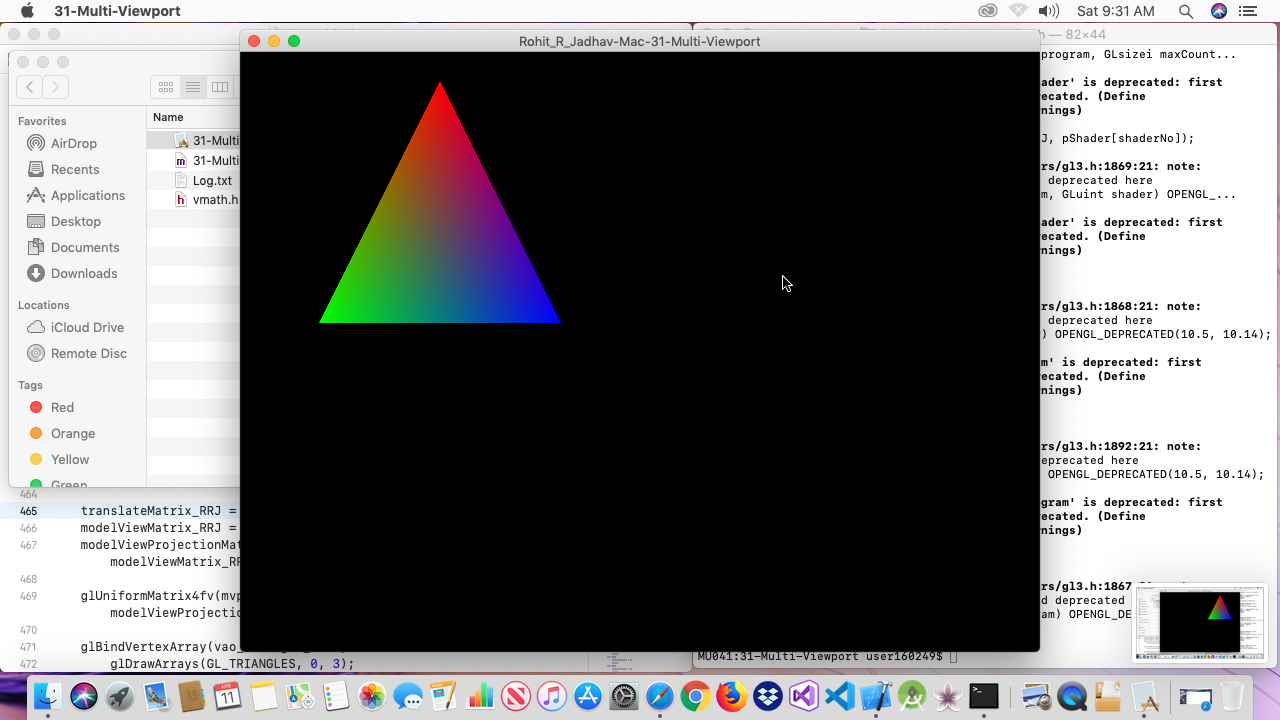 31-Multi-Viewport
Sat 9:31 AM
82×44
Rohit_R_Jadhav-Mac-31-Multi-Viewport
Favorites
AirDrop
Recents
Applications
Desktop
Documents
Downloads
Locations
iCloud Drive
Remote Disc
Tags
Red
Orange
Yellow
Green
Name
31-Multi
31-Multi
Log.txt
vmath.h
464
465 translateMatrix_RRJ =
466 modelViewMatrix_RRJ =
467 modelViewProjectionMat
modelViewMatrix_RR
468
469 glUniformMatrix4fv(mvp
modelViewProjectio
470
471 glBindVertexArray(vao_
472 glDrawArrays(GL_TRIANGLES, 0, 3);
program, GLsizei maxCount...
ader' is deprecated: first
ecated. (Define
nings)
J, pShader[shaderNo]);
rs/gl3.h:1869:21: note:
deprecated here
m, GLuint shader) OPENGL_...
ader' is deprecated: first
ecated. (Define
nings)
rs/gl3.h:1868:21: note:
deprecated here
) OPENGL_DEPRECATED(10.5, 10.14);
m' is deprecated: first
ecated. (Define
nings)
rs/gl3.h:1892:21: note:
deprecated here
OPENGL_DEPRECATED(10.5, 10.14);
gram' is deprecated: first
ecated. (Define
nings)
rs/gl3.h:1867
d deprecated
am) OPENGL_DE
APR
1